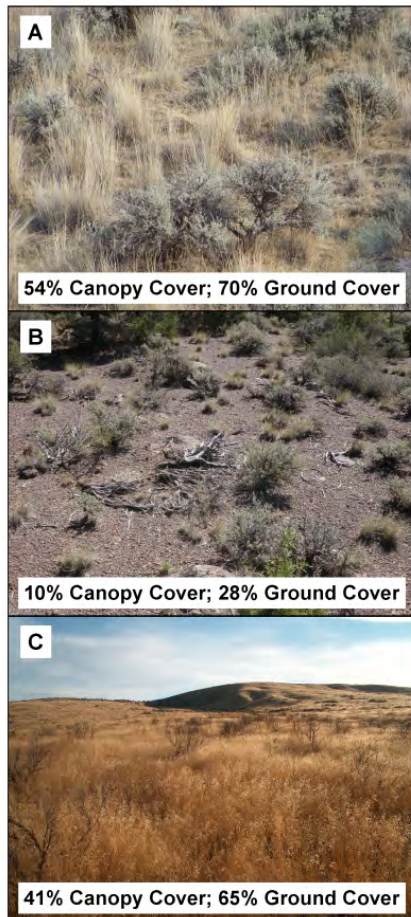 A
54% Canopy Cover; 70% Ground Cover
B
10% Canopy Cover; 28% Ground Cover
C
41% Canopy Cover; 65% Ground Cover